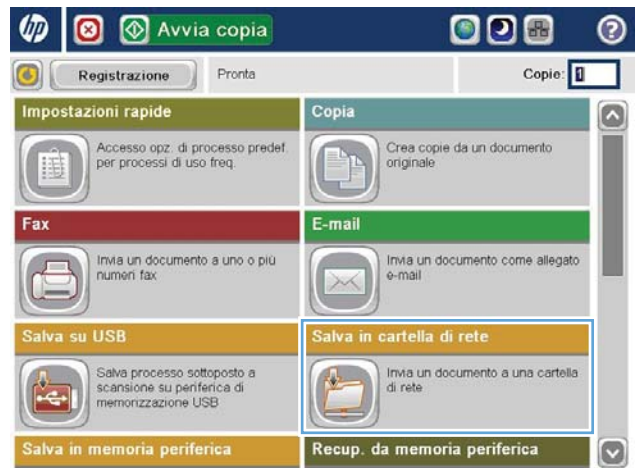 hp
Avvia copia
?
Registrazione
Pronta
Copie: 1
Impostazioni rapide
Accesso opz. di processo predef.
per processi di uso freq.
Copia
Crea copie da un documento
originale
Fax
Invia un documento a uno o più
numeri fax
E-mail
Invia un documento come allegato
e-mail
Salva su USB
Salva processo sottoposto a
scansione su periferica di
memorizzazione USB
Salva in cartella di rete
Invia un documento a una cartella
di rete
Salva in memoria periferica
Recup. da memoria periferica